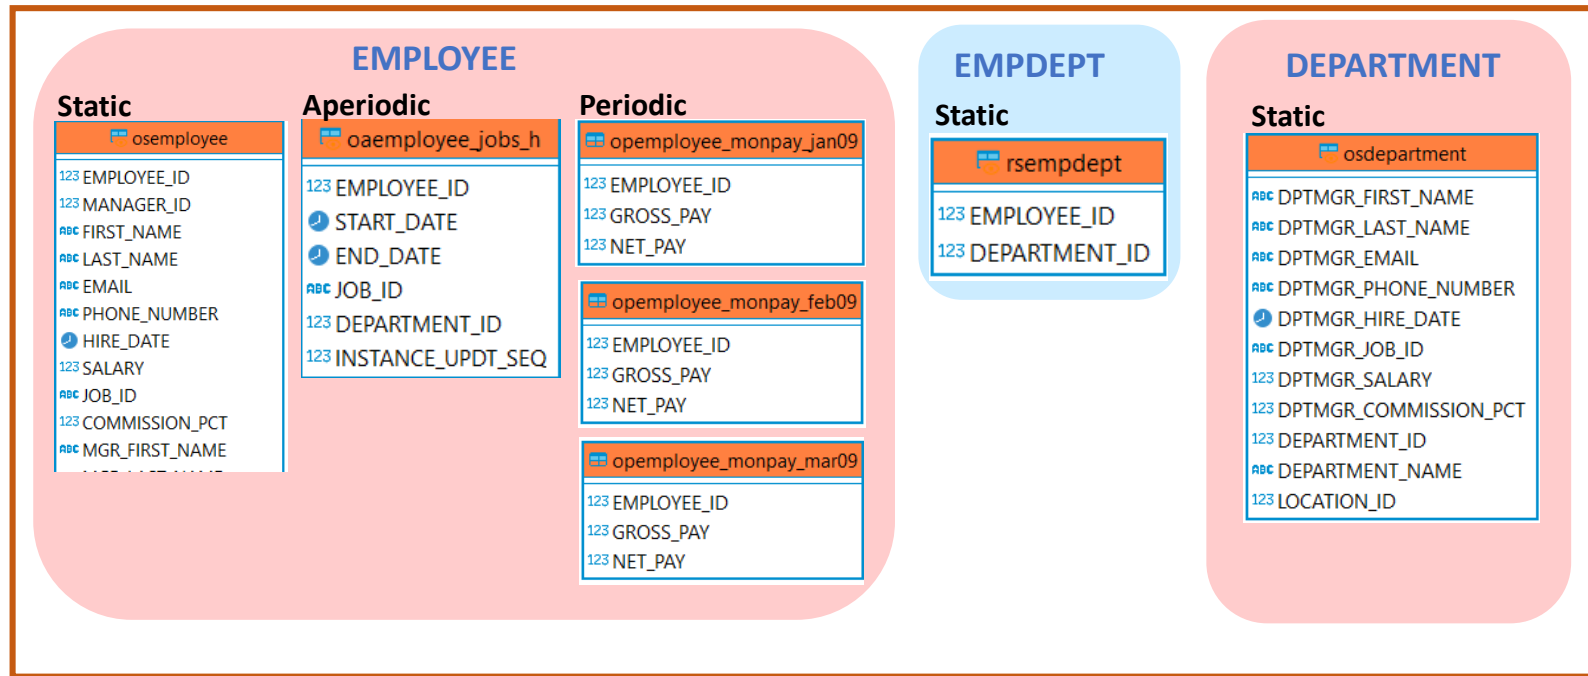 EMPLOYEE
Static
osemployee
123 EMPLOYEE_ID
123 MANAGER_ID
ABC FIRST_NAME
ABC LAST_NAME
ABC EMAIL
ABC PHONE_NUMBER
HIRE_DATE
123 SALARY
ABC JOB_ID
123 COMMISSION_PCT
ABC MGR_FIRST_NAME
Aperiodic
oaemployee_jobs_h
123 EMPLOYEE_ID
START_DATE
END_DATE
ABC JOB_ID
123 DEPARTMENT_ID
123 INSTANCE_UPDT_SEQ
Periodic
opemployee_monpay_jan09
123 EMPLOYEE_ID
123 GROSS_PAY
123 NET_PAY
opemployee_monpay_feb09
123 EMPLOYEE_ID
123 GROSS_PAY
123 NET_PAY
opemployee_monpay_mar09
123 EMPLOYEE_ID
123 GROSS_PAY
123 NET_PAY
EMPDEPT
Static
rsempdept
123 EMPLOYEE_ID
123 DEPARTMENT_ID
DEPARTMENT
Static
osdepartment
ABC DPTMGR_FIRST_NAME
ABC DPTMGR_LAST_NAME
ABC DPTMGR_EMAIL
ABC DPTMGR_PHONE_NUMBER
DPTMGR_HIRE_DATE
ABC DPTMGR_JOB_ID
123 DPTMGR_SALARY
123 DPTMGR_COMMISSION_PCT
123 DEPARTMENT_ID
ABC DEPARTMENT_NAME
123 LOCATION_ID